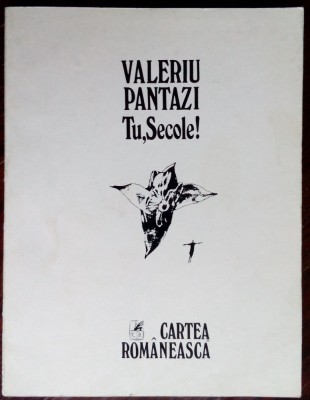 VALERIU
PANTAZI
Tu, Secole!
CARTEA
ROMÂNEASCĂ